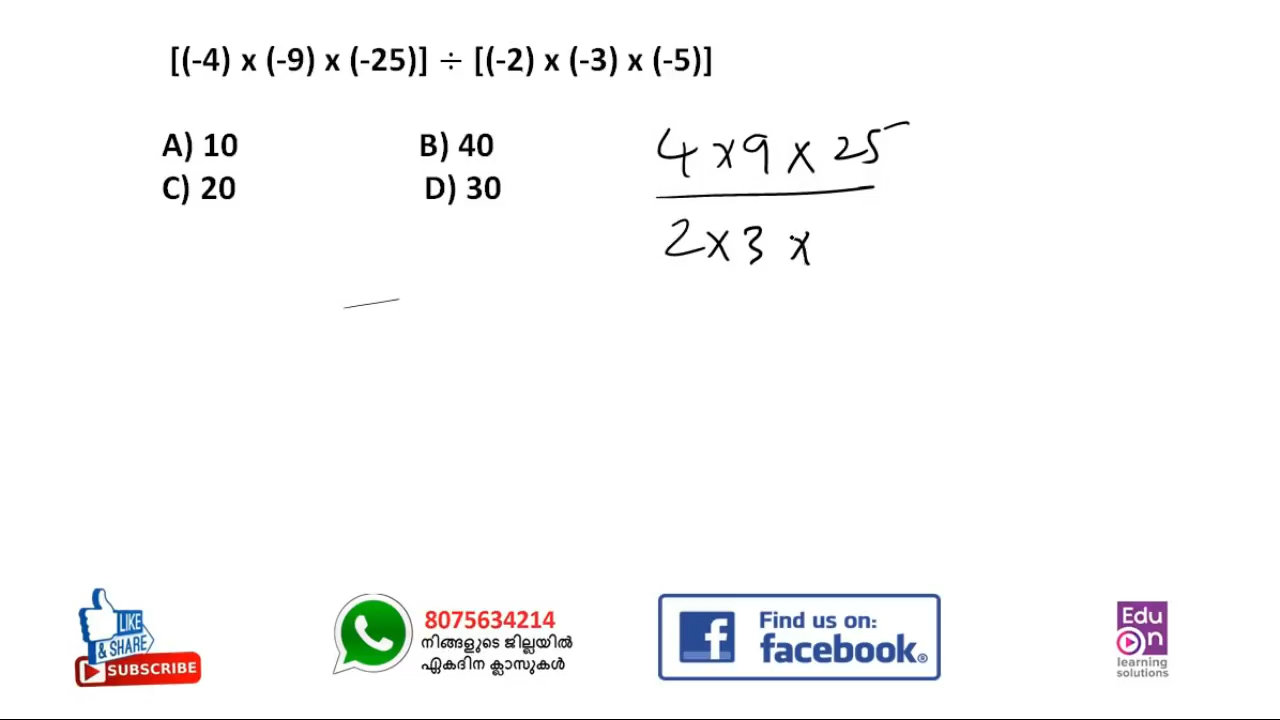 [(-4) x (-9) x (-25)] ÷ [(-2) x (-3) x (-5)]
A) 10 B) 40
C) 20 D) 30
4 x 9 x 25
2 x 3 x
LIKE
& SHARE
SUBSCRIBE
8075634214
നിങ്ങളുടെ ജില്ലയിൽ
ഏകദിന ക്ലാസുകൾ
f
Find us on:
facebook®
Edu
On
learning
solutions